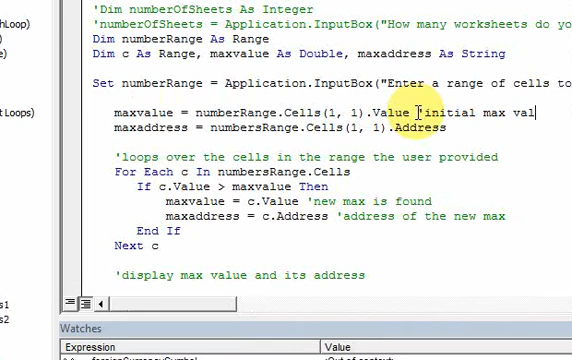 'Dim numberOfSheets As Integer
'numberOfSheets = Application.InputBox("How many worksheets do yo
Dim numberRange As Range
Dim c As Range, maxvalue As Double, maxaddress As String
Set numberRange = Application.InputBox("Enter a range of cells to
maxvalue = numberRange.Cells(1, 1).Value 'initial max val
maxaddress = numbersRange.Cells(1, 1).Address
t Loops)
'loops over the cells in the range the user provided
For Each c In numbersRange.Cells
If c.Value > maxvalue Then
maxvalue = c.Value 'new max is found
maxaddress = c.Address 'address of the new max
End If
Next c
'display max value and its address
s1
s2
Watches
Expression Value